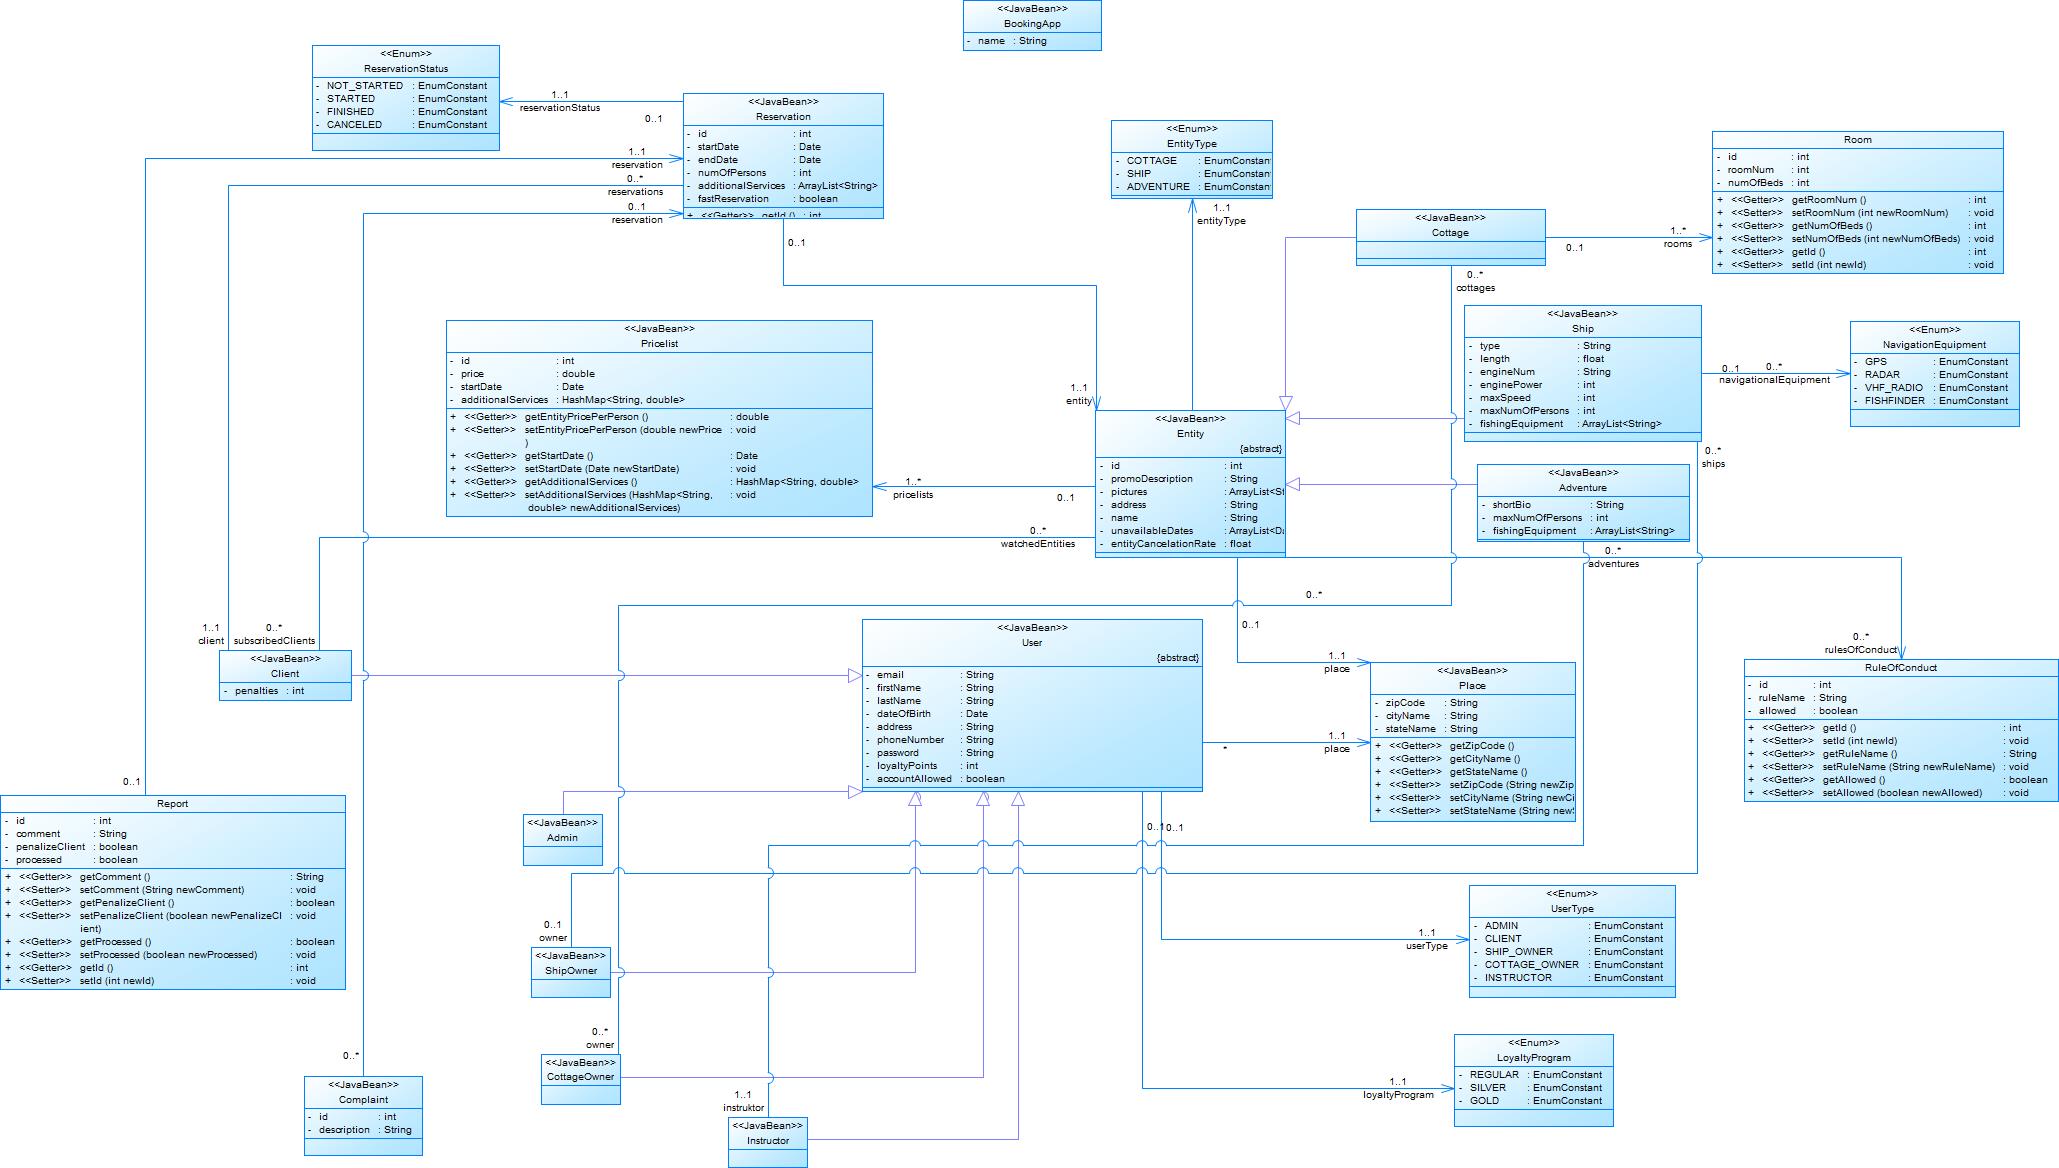 <<JavaBean>>
BookingApp
- name : String
<<Enum>>
ReservationStatus
- NOT_STARTED : EnumConstant
- STARTED : EnumConstant
- FINISHED : EnumConstant
- CANCELED : EnumConstant
1..1
reservationStatus
0..1
<<JavaBean>>
Reservation
- id : int
- startDate : Date
- endDate : Date
- numOfPersons : int
- additionalServices : ArrayList<String>
- fastReservation : boolean
+ <<Getter>> getId () : int
1..1
reservation
0..*
reservations
0..1
reservation
0..1
<<Enum>>
EntityType
- COTTAGE : EnumConstant
- SHIP : EnumConstant
- ADVENTURE : EnumConstant
1..1
entityType
<<JavaBean>>
Cottage
0..1
1..*
rooms
0..*
cottages
Room
- id : int
- roomNum : int
- numOfBeds : int
+ <<Getter>> getRoomNum () : int
+ <<Setter>> setRoomNum (int newRoomNum) : void
+ <<Getter>> getNumOfBeds () : int
+ <<Setter>> setNumOfBeds (int newNumOfBeds) : void
+ <<Getter>> getId () : int
+ <<Setter>> setId (int newId) : void
<<JavaBean>>
Pricelist
- id : int
- price : double
- startDate : Date
- additionalServices : HashMap<String, double>
+ <<Getter>> getEntityPricePerPerson () : double
+ <<Setter>> setEntityPricePerPerson (double newPrice : void
)
+ <<Getter>> getStartDate () : Date
+ <<Setter>> setStartDate (Date newStartDate) : void
+ <<Getter>> getAdditionalServices () : HashMap<String, double>
+ <<Setter>> setAdditionalServices (HashMap<String, : void
double> newAdditionalServices)
1..*
pricelists
0..1
1..1
entity
<<JavaBean>>
Entity
{abstract}
- id : int
- promoDescription : String
- pictures : ArrayList<St
- address : String
- name : String
- unavailableDates : ArrayList<Da
- entityCancelationRate : float
0..*
watchedEntities
<<JavaBean>>
Ship
- type : String
- length : float
- engineNum : String
- enginePower : int
- maxSpeed : int
- maxNumOfPersons : int
- fishingEquipment : ArrayList<String>
0..1
0..*
navigationalEquipment
0..*
ships
<<Enum>>
NavigationEquipment
- GPS : EnumConstant
- RADAR : EnumConstant
- VHF_RADIO : EnumConstant
- FISHFINDER : EnumConstant
<<JavaBean>>
Adventure
- shortBio : String
- maxNumOfPersons : int
- fishingEquipment : ArrayList<String>
0..*
adventures
0..*
0..1
1..1
client
0..*
subscribedClients
<<JavaBean>>
Client
- penalties : int
<<JavaBean>>
User
{abstract}
- email : String
- firstName : String
- lastName : String
- dateOfBirth : Date
- address : String
- phoneNumber : String
- password : String
- loyaltyPoints : int
- accountAllowed : boolean
1..1
place
*
1..1
place
<<JavaBean>>
Place
- zipCode : String
- cityName : String
- stateName : String
+ <<Getter>> getZipCode ()
+ <<Getter>> getCityName ()
+ <<Getter>> getStateName ()
+ <<Setter>> setZipCode (String newZip
+ <<Setter>> setCityName (String newCi
+ <<Setter>> setStateName (String news
0..*
rulesOfConduct
RuleOfConduct
- id : int
- ruleName : String
- allowed : boolean
+ <<Getter>> getId () : int
+ <<Setter>> setId (int newId) : void
+ <<Getter>> getRuleName () : String
+ <<Setter>> setRuleName (String newRuleName) : void
+ <<Getter>> getAllowed () : boolean
+ <<Setter>> setAllowed (boolean newAllowed) : void
0..1
Report
- id : int
- comment : String
- penalizeClient : boolean
- processed : boolean
+ <<Getter>> getComment () : String
+ <<Setter>> setComment (String newComment) : void
+ <<Getter>> getPenalizeClient () : boolean
+ <<Setter>> setPenalizeClient (boolean newPenalizeCl : void
ient)
+ <<Getter>> getProcessed () : boolean
+ <<Setter>> setProcessed (boolean newProcessed) : void
+ <<Getter>> getId () : int
+ <<Setter>> setId (int newId) : void
<<JavaBean>>
Admin
0..1
0..1
0..1
owner
<<JavaBean>>
ShipOwner
0..*
owner
<<JavaBean>>
CottageOwner
1..1
instruktor
<<JavaBean>>
Instructor
1..1
userType
<<Enum>>
UserType
- ADMIN : EnumConstant
- CLIENT : EnumConstant
- SHIP_OWNER : EnumConstant
- COTTAGE_OWNER : EnumConstant
- INSTRUCTOR : EnumConstant
1..1
loyaltyProgram
<<Enum>>
LoyaltyProgram
- REGULAR : EnumConstant
- SILVER : EnumConstant
- GOLD : EnumConstant
0..*
<<JavaBean>>
Complaint
- id : int
- description : String